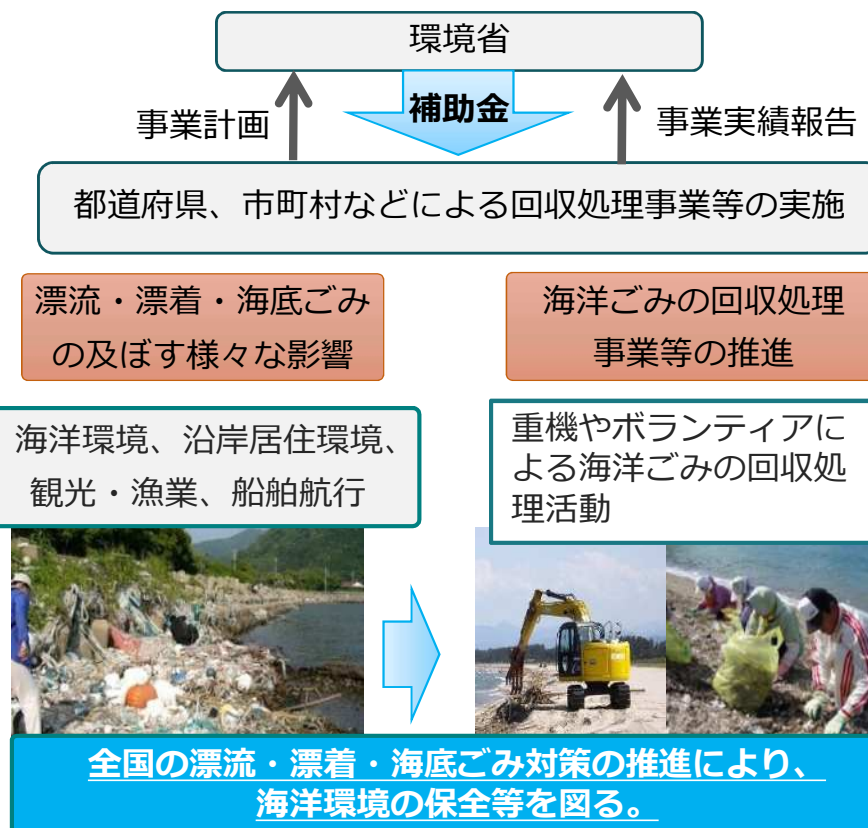 環境省
事業計画
補助金
事業実績報告
都道府県、市町村などによる回収処理事業等の実施
漂流・漂着・海底ごみ
の及ぼす様々な影響
海洋ごみの回収処理
事業等の推進
海洋環境、沿岸居住環境、
観光・漁業、船舶航行
重機やボランティアに
よる海洋ごみの回収処
理活動
全国の漂流・漂着・海底ごみ対策の推進により、
海洋環境の保全等を図る。